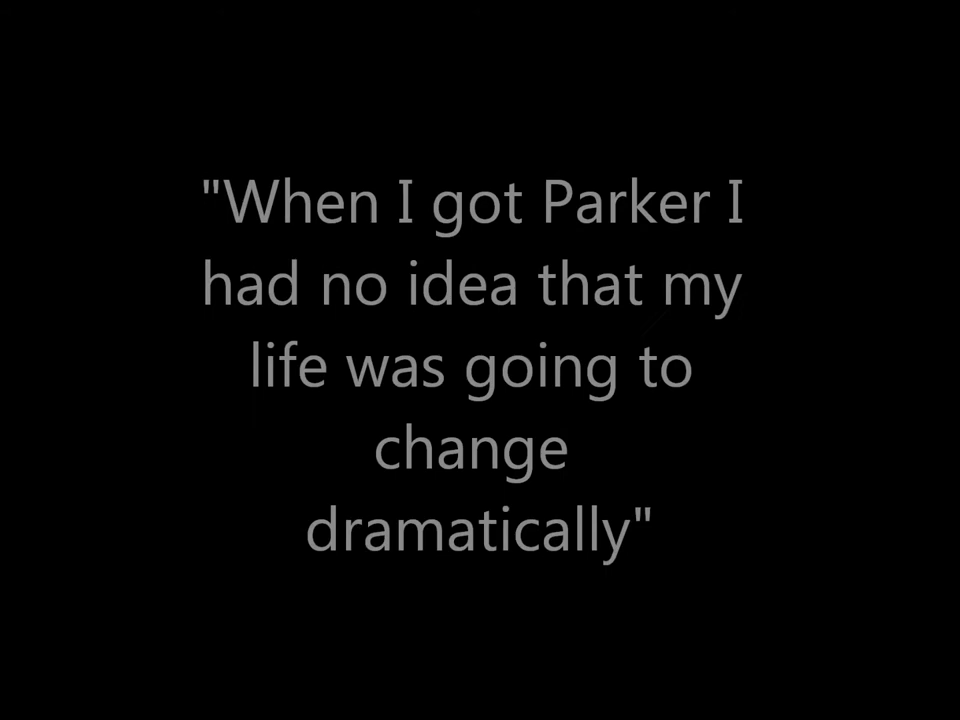 "When I got Parker I
had no idea that my
life was going to
change
dramatically"